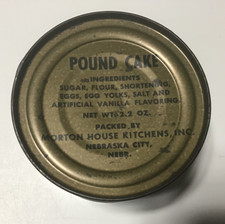 POUND CAKE
INGREDIENTS
SUGAR, FLOUR, SHORTENING,
EGGS, EGG YOLKS, SALT AND
ARTIFICIAL VANILLA FLAVORING.
NET WT. 2.2 OZ.
PACKED BY
MORTON HOUSE KITCHENS, INC.
NEBRASKA CITY,
NEBR.